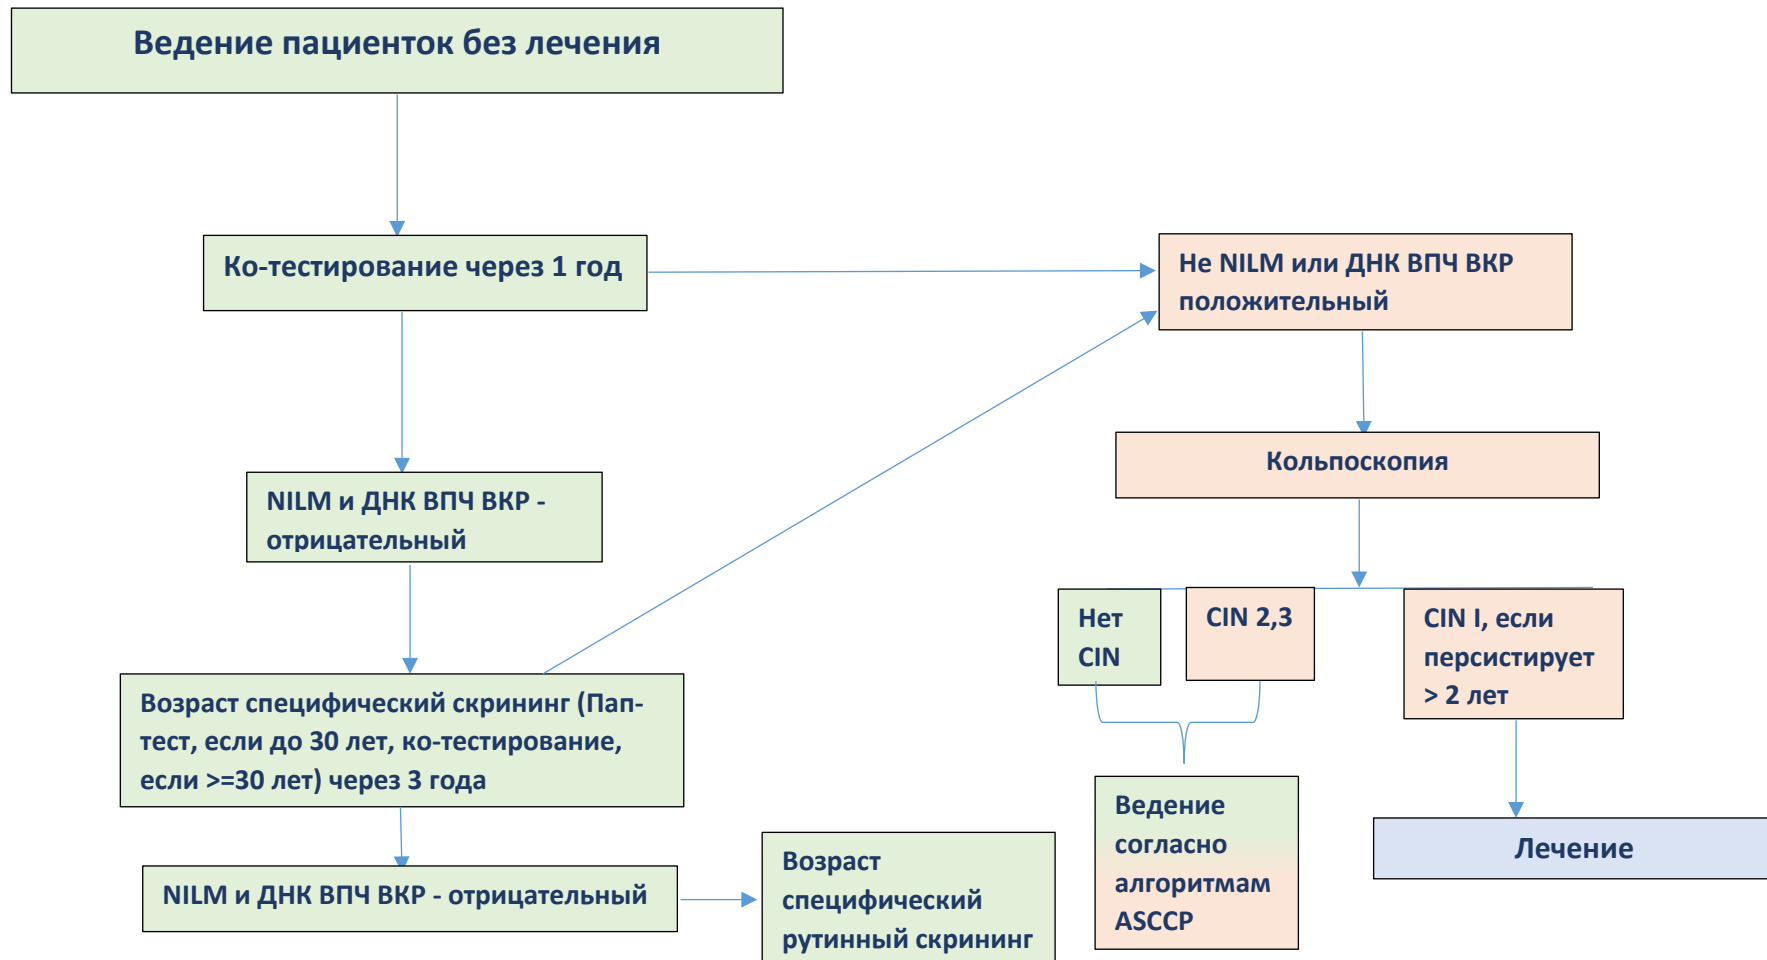 Ведение пациенток без лечения
Ко-тестирование через 1 год
Не NILM или ДНК ВПЧ ВКР
положительный
Кольпоскопия
NILM и ДНК ВПЧ ВКР -
отрицательный
Нет
CIN
CIN 2,3
CIN I, если
персистирует
> 2 лет
Возраст специфический скрининг (Пап-
тест, если до 30 лет, ко-тестирование,
если >=30 лет) через 3 года
Ведение
согласно
алгоритмам
ASCCP
Лечение
NILM и ДНК ВПЧ ВКР - отрицательный
Возраст
специфический
рутинный скрининг